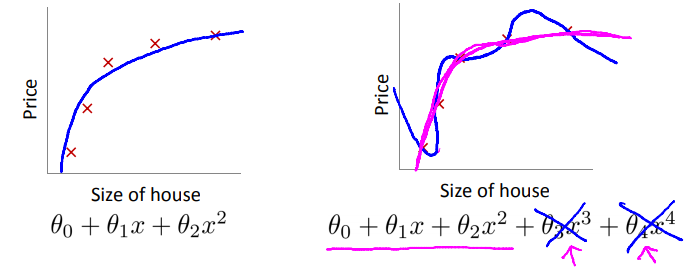 Price
Size of house
θ₀ + θ₁x + θ₂x²
Price
Size of house
θ₀ + θ₁x + θ₂x² + θ₃x³ + θ₄x⁴